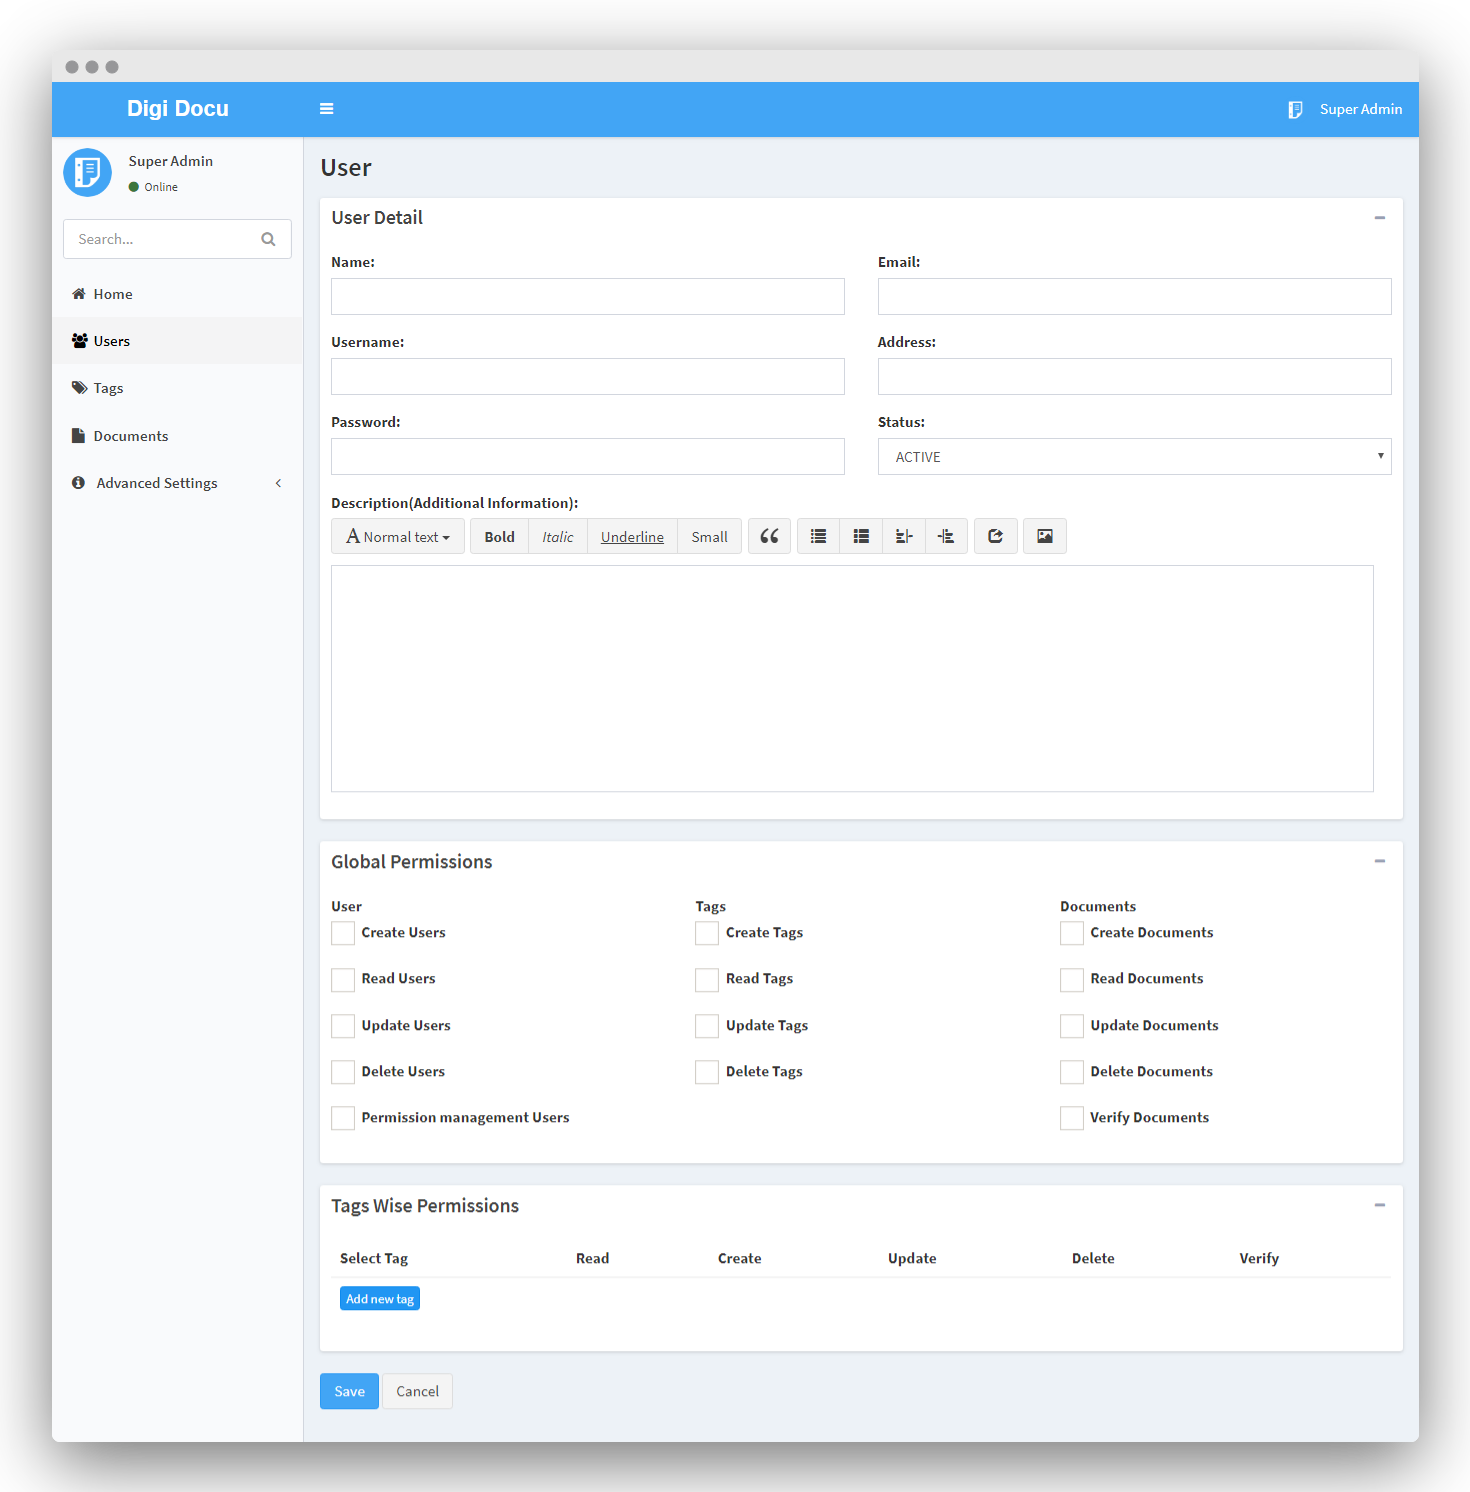 Digi Docu
Super Admin
Super Admin
Online
Search...
Home
Users
Tags
Documents
Advanced Settings
User
User Detail
Name:
Email:
Username:
Address:
Password:
Status:
ACTIVE
Description(Additional Information):
A Normal text Bold Italic Underline Small
Global Permissions
User Tags Documents
Create Users Create Tags Create Documents
Read Users Read Tags Read Documents
Update Users Update Tags Update Documents
Delete Users Delete Tags Delete Documents
Permission management Users Verify Documents
Tags Wise Permissions
Select Tag Read Create Update Delete Verify
Add new tag
Save Cancel